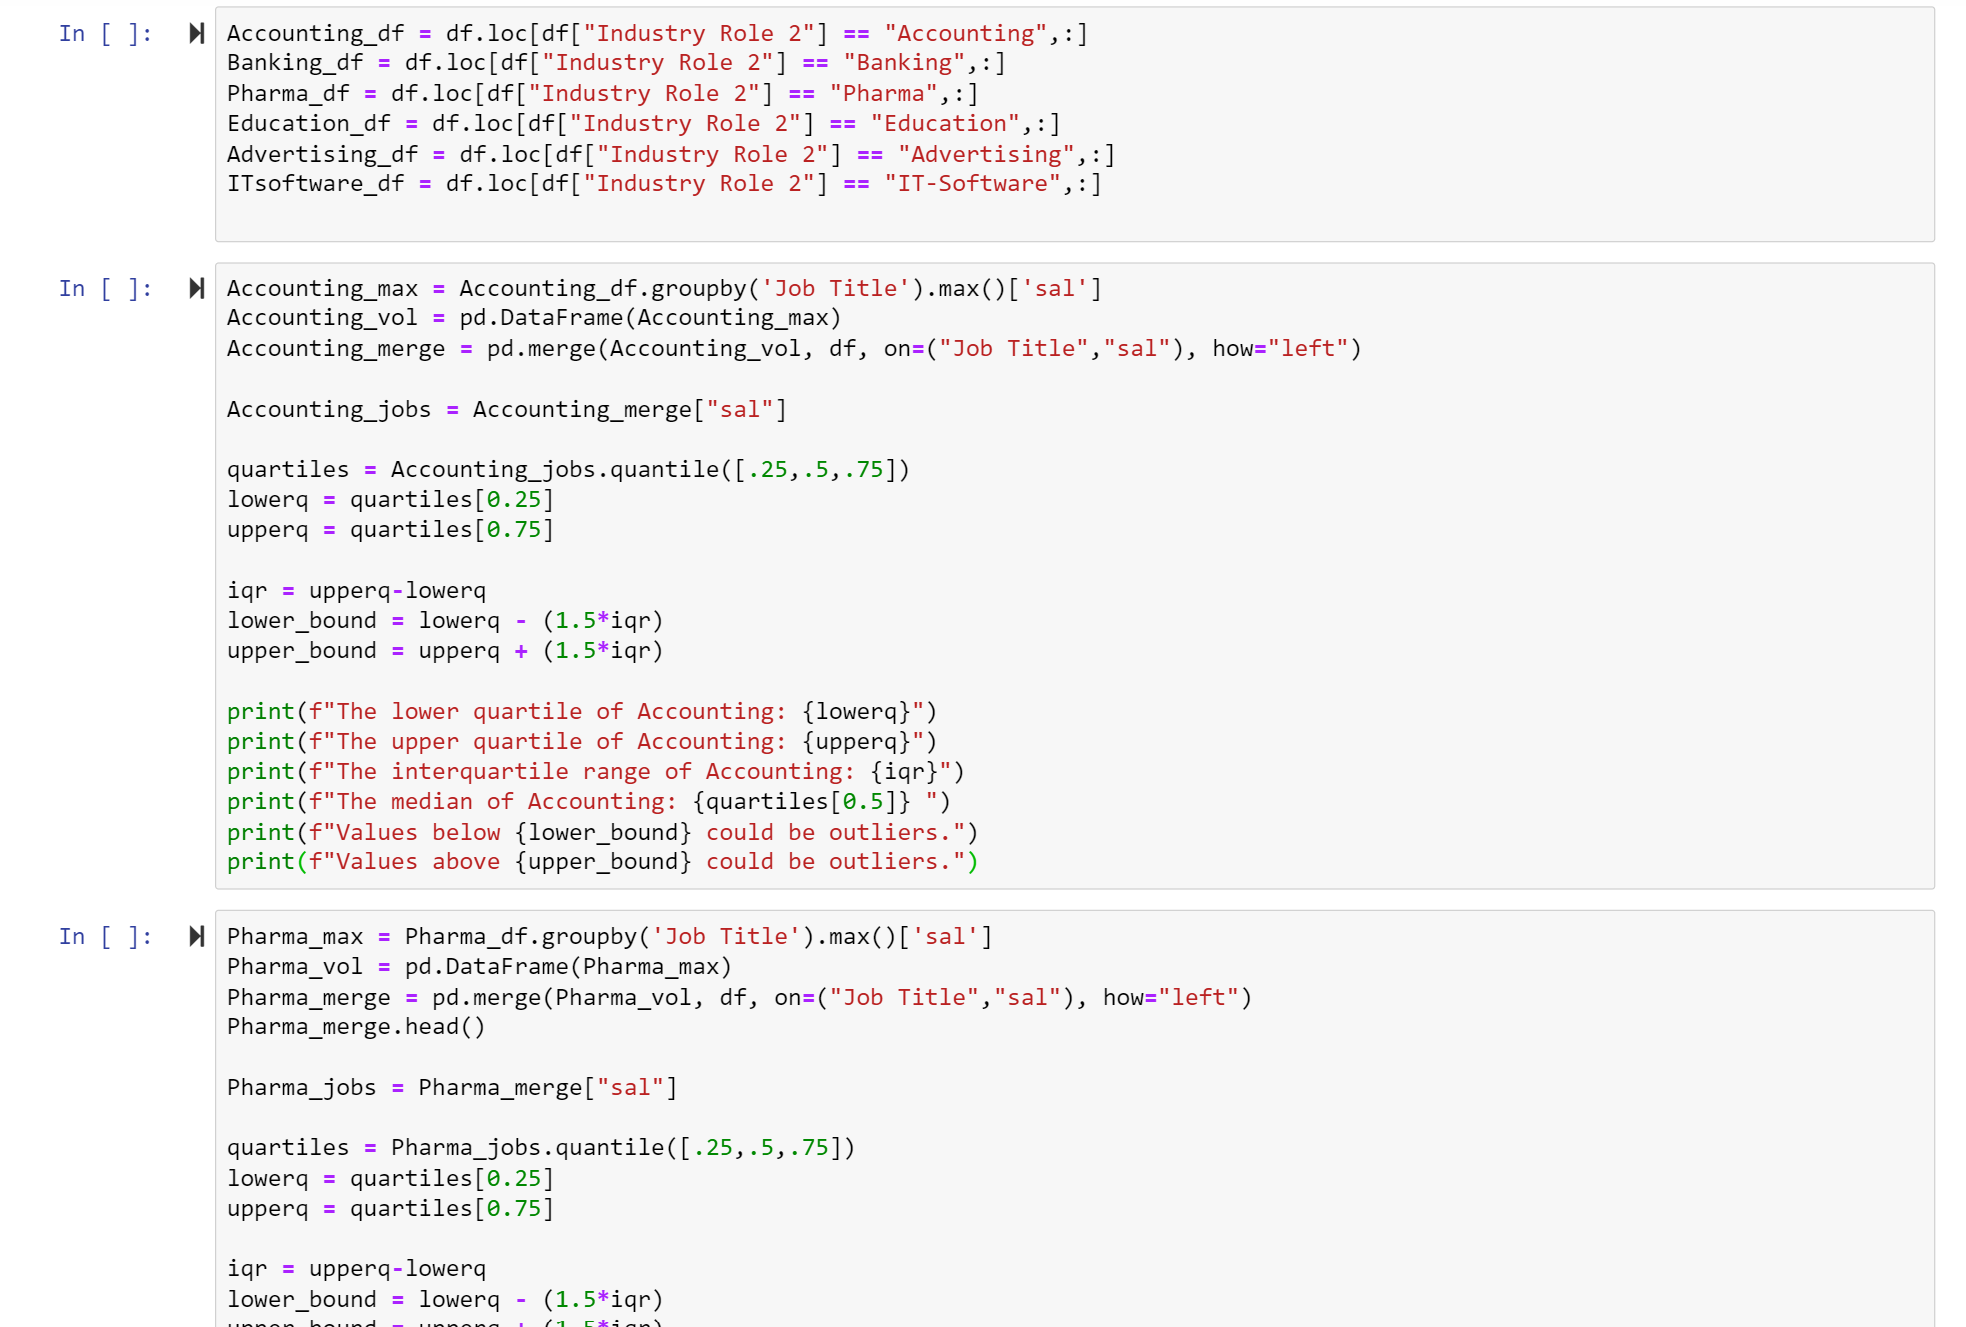 In [ ]: Accounting_df = df.loc[df["Industry Role 2"] == "Accounting",:]
Banking_df = df.loc[df["Industry Role 2"] == "Banking",:]
Pharma_df = df.loc[df["Industry Role 2"] == "Pharma",:]
Education_df = df.loc[df["Industry Role 2"] == "Education",:]
Advertising_df = df.loc[df["Industry Role 2"] == "Advertising",:]
ITsoftware_df = df.loc[df["Industry Role 2"] == "IT-Software",:]
In [ ]: Accounting_max = Accounting_df.groupby('Job Title').max()['sal']
Accounting_vol = pd.DataFrame(Accounting_max)
Accounting_merge = pd.merge(Accounting_vol, df, on=("Job Title","sal"), how="left")
Accounting_jobs = Accounting_merge["sal"]
quartiles = Accounting_jobs.quantile([.25,.5,.75])
lowerq = quartiles[0.25]
upperq = quartiles[0.75]
iqr = upperq-lowerq
lower_bound = lowerq - (1.5*iqr)
upper_bound = upperq + (1.5*iqr)
print(f"The lower quartile of Accounting: {lowerq}")
print(f"The upper quartile of Accounting: {upperq}")
print(f"The interquartile range of Accounting: {iqr}")
print(f"The median of Accounting: {quartiles[0.5]} ")
print(f"Values below {lower_bound} could be outliers.")
print(f"Values above {upper_bound} could be outliers.")
In [ ]: Pharma_max = Pharma_df.groupby('Job Title').max()['sal']
Pharma_vol = pd.DataFrame(Pharma_max)
Pharma_merge = pd.merge(Pharma_vol, df, on=("Job Title","sal"), how="left")
Pharma_merge.head()
Pharma_jobs = Pharma_merge["sal"]
quartiles = Pharma_jobs.quantile([.25,.5,.75])
lowerq = quartiles[0.25]
upperq = quartiles[0.75]
iqr = upperq-lowerq
lower_bound = lowerq - (1.5*iqr)